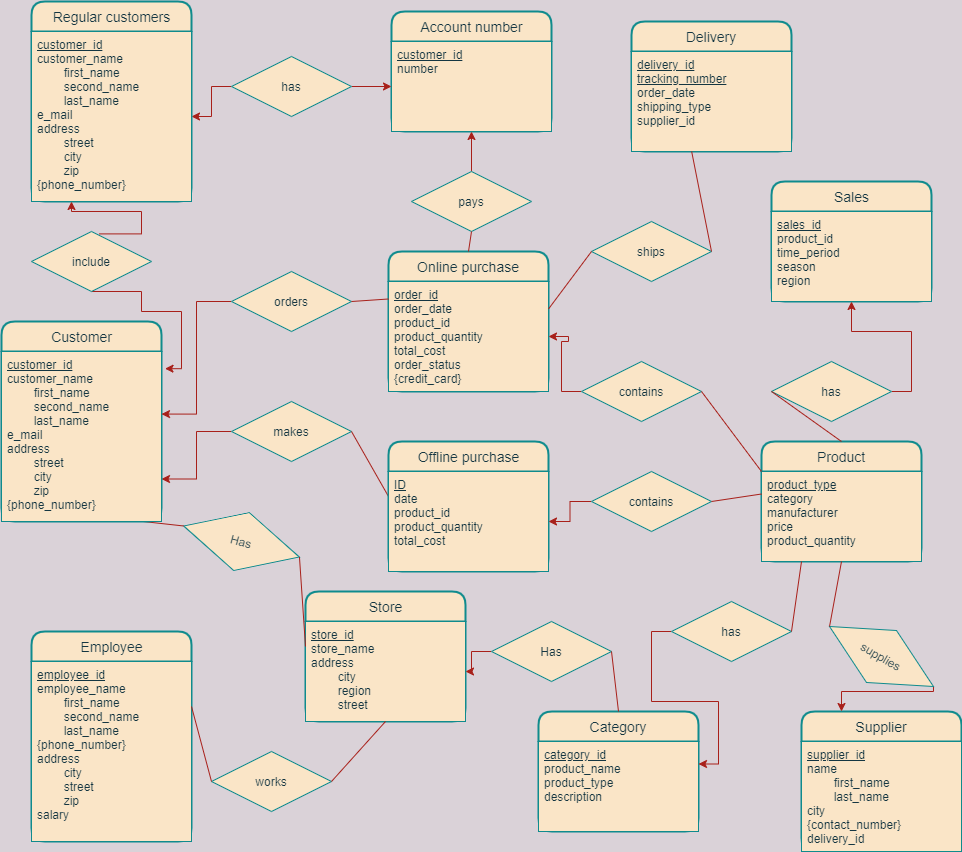 Regular customers
customer_id
customer_name
first_name
second_name
last_name
e_mail
address
street
city
zip
{phone_number}
has
Account number
customer_id
number
Delivery
delivery_id
tracking_number
order_date
shipping_type
supplier_id
pays
ships
Sales
sales_id
product_id
time_period
season
region
include
orders
Online purchase
order_id
order_date
product_id
product_quantity
total_cost
order_status
{credit_card}
Customer
customer_id
customer_name
first_name
second_name
last_name
e_mail
address
street
city
zip
{phone_number}
makes
contains
has
Offline purchase
ID
date
product_id
product_quantity
total_cost
contains
Product
product_type
category
manufacturer
price
product_quantity
Has
Store
store_id
store_name
address
city
region
street
Has
has
supplies
Employee
employee_id
employee_name
first_name
second_name
last_name
{phone_number}
address
city
street
zip
salary
works
Category
category_id
product_name
product_type
description
Supplier
supplier_id
name
first_name
last_name
city
{contact_number}
delivery_id